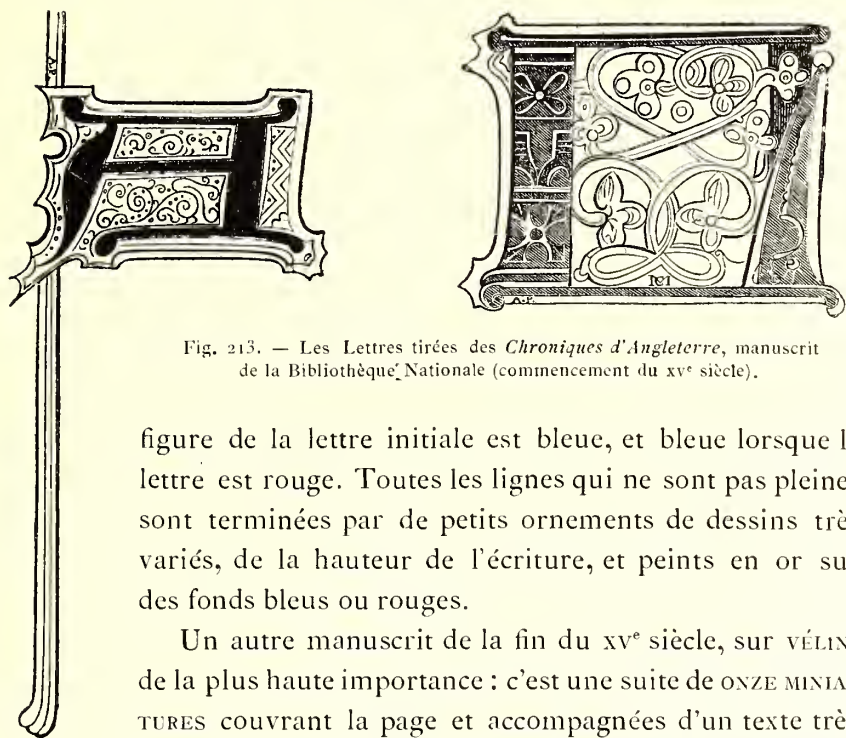 Fig. 213. — Les Lettres tirées des Chroniques d'Angleterre, manuscrit
de la Bibliothèque Nationale (commencement du xvᵉ siècle).
figure de la lettre initiale est bleue, et bleue lorsque l
lettre est rouge. Toutes les lignes qui ne sont pas pleine
sont terminées par de petits ornements de dessins trè
variés, de la hauteur de l'écriture, et peints en or su
des fonds bleus ou rouges.
Un autre manuscrit de la fin du xvᵉ siècle, sur VÉLIN
de la plus haute importance : c'est une suite de ONZE MINIA
TURES couvrant la page et accompagnées d'un texte trè